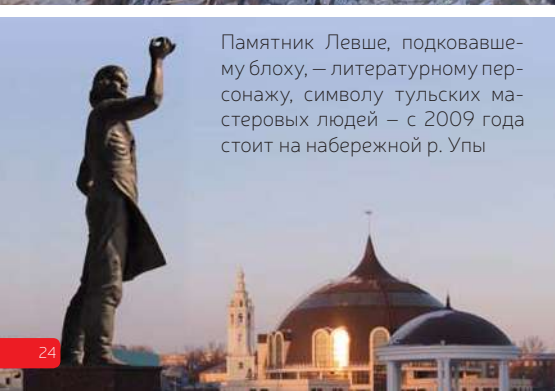 Памятник Левше, подковавше-
му блоху, — литературному пер-
сонажу, символу тульских ма-
стеровых людей – с 2009 года
стоит на набережной р. Упы
24